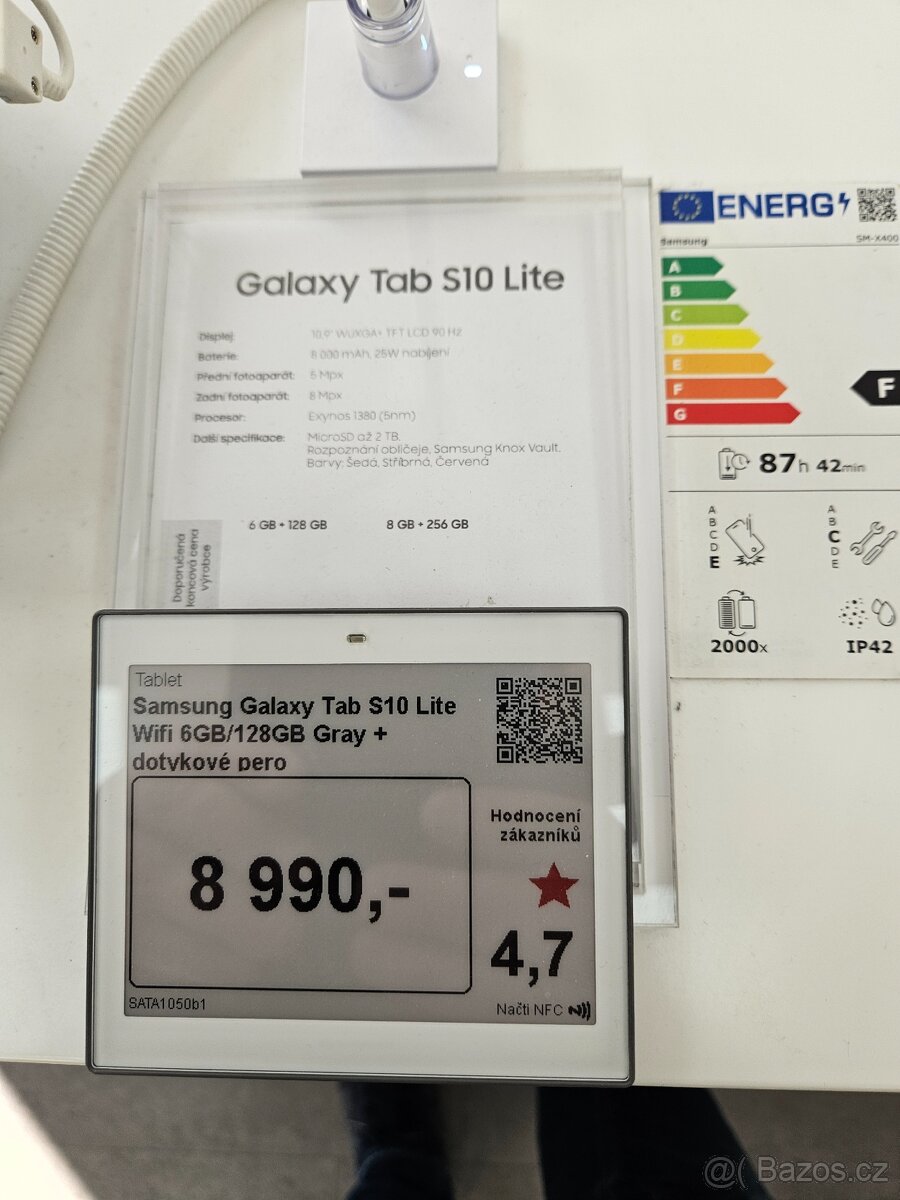 Galaxy Tab S10 Lite
Displej: 10,9" WUXGA+ TFT LCD 90 Hz
Baterie: 8 000 mAh, 25W nabíjení
Přední fotoaparát: 5 Mpx
Zadní fotoaparát: 8 Mpx
Procesor: Exynos 1380 (5nm)
Další specifikace: MicroSD až 2 TB,
Rozpoznání obličeje, Samsung Knox Vault,
Barvy: Šedá, Stříbrná, Červená
6 GB + 128 GB 8 GB + 256 GB
Doporučená
koncová cena
výrobce
ENERG
Samsung SM-X400
A
B
C
D
E
F
G
F
87h 42min
A
B
C
D
E
A
B
C
D
E
2000x
IP42
Tablet
Samsung Galaxy Tab S10 Lite
Wifi 6GB/128GB Gray +
dotykové pero
8 990,-
Hodnocení
zákazníků
4,7
SATA1050b1
Načti NFC
@( Bazos.cz